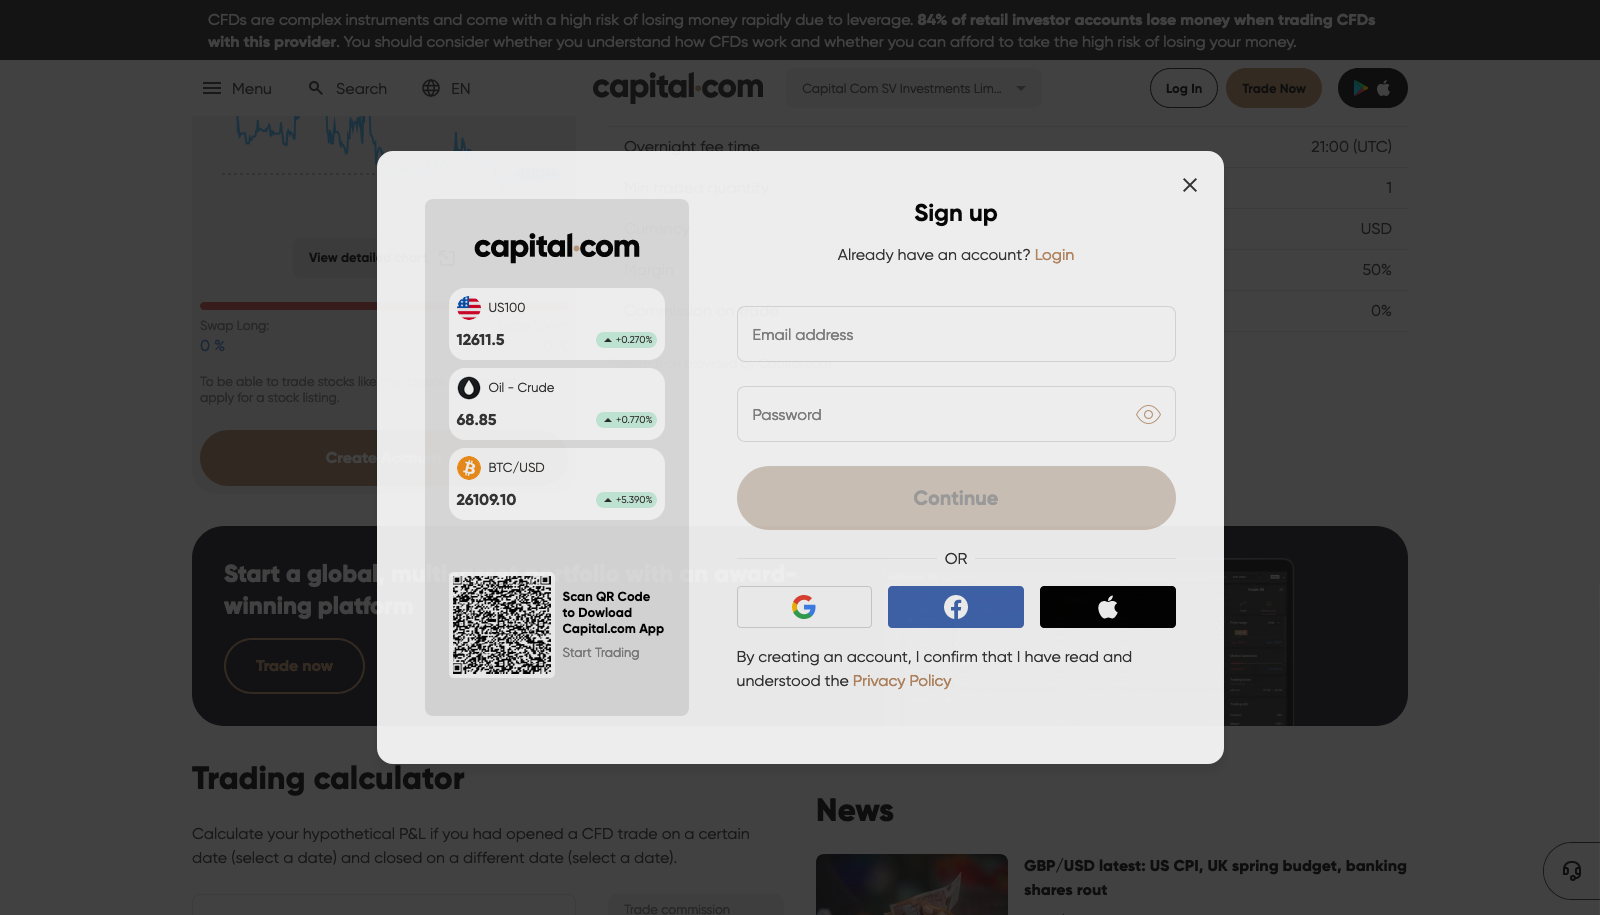 CFDs are complex instruments and come with a high risk of losing money rapidly due to leverage. 84% of retail investor accounts lose money when trading CFDs
with this provider. You should consider whether you understand how CFDs work and whether you can afford to take the high risk of losing your money.
Menu
Search
EN
capital.com
Capital Com SV Investments Lim...
Log In
Trade Now
Overnight fee time
21:00 (UTC)
Min traded quantity
1
USD
50%
0%
View detailed chart
Swap Long:
0 %
To be able to trade stocks like
apply for a stock listing.
Create
capital.com
US100
12611.5
+0.270%
Oil - Crude
68.85
+0.770%
BTC/USD
26109.10
+5.390%
Scan QR Code
to Dowload
Capital.com App
Start Trading
Sign up
Already have an account? Login
Email address
Password
Continue
OR
By creating an account, I confirm that I have read and
understood the Privacy Policy
Start a global, multi-asset portfolio with an award-
winning platform
Trade now
Trading calculator
Calculate your hypothetical P&L if you had opened a CFD trade on a certain
date (select a date) and closed on a different date (select a date).
Trade commission
News
GBP/USD latest: US CPI, UK spring budget, banking
shares rout